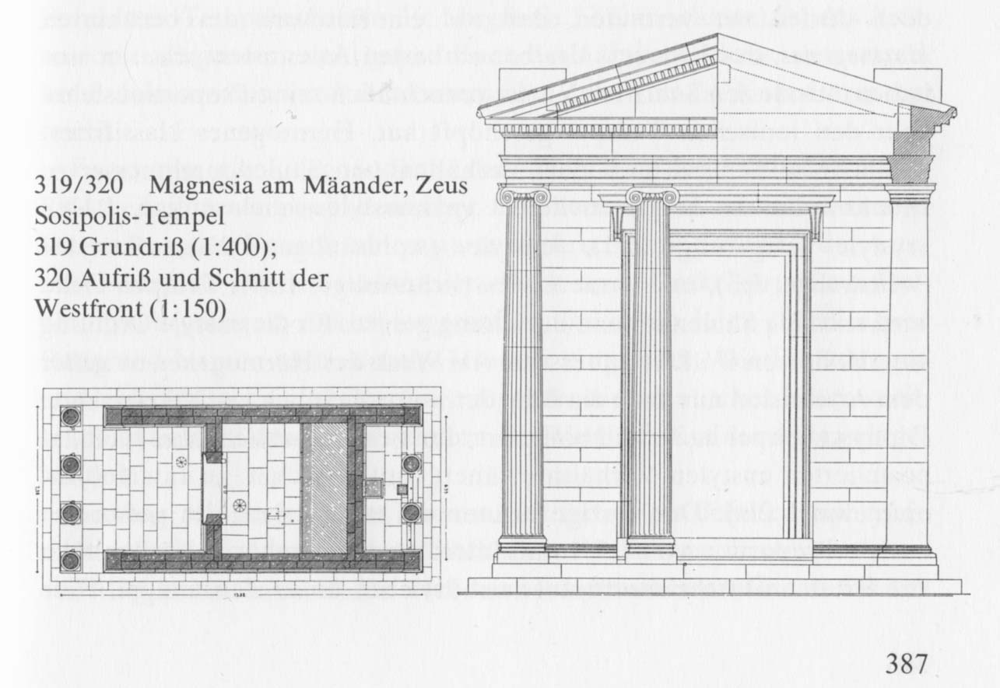 319/320 Magnesia am Mäander, Zeus
Sosipolis-Tempel
319 Grundriß (1:400);
320 Aufriß und Schnitt der
Westfront (1:150)
387